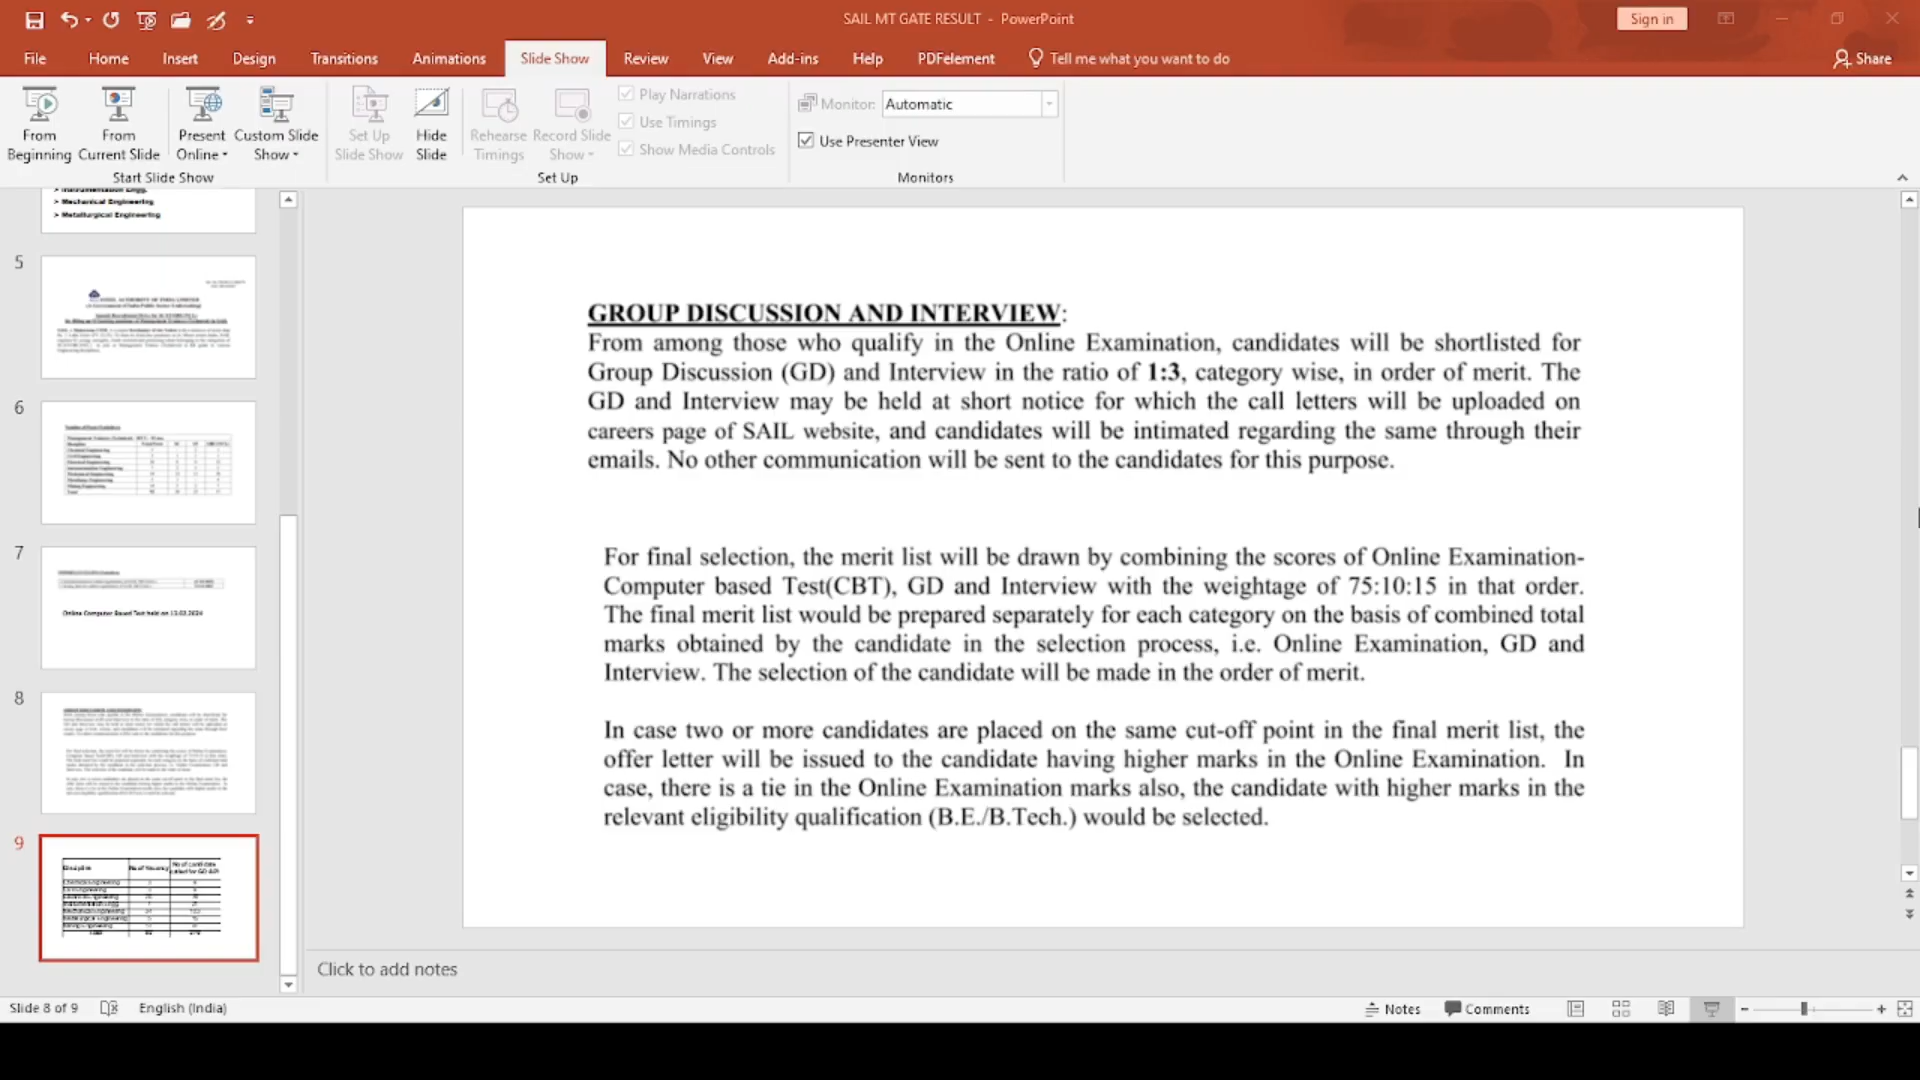 SAIL MT GATE RESULT - PowerPoint
Sign in
File Home Insert Design Transitions Animations Slide Show Review View Add-ins Help PDFelement Tell me what you want to do Share
From Beginning
From Current Slide
Present Online
Custom Slide Show
Start Slide Show
Set Up Slide Show
Hide Slide
Rehearse Timings
Record Slide Show
Play Narrations
Use Timings
Show Media Controls
Set Up
Monitor: Automatic
Use Presenter View
Monitors
> Mechanical Engineering
> Metallurgical Engineering
5
6
7
Online Computer Based Test held on 13.02.2024
8
9
GROUP DISCUSSION AND INTERVIEW:
From among those who qualify in the Online Examination, candidates will be shortlisted for
Group Discussion (GD) and Interview in the ratio of 1:3, category wise, in order of merit. The
GD and Interview may be held at short notice for which the call letters will be uploaded on
careers page of SAIL website, and candidates will be intimated regarding the same through their
emails. No other communication will be sent to the candidates for this purpose.
For final selection, the merit list will be drawn by combining the scores of Online Examination-
Computer based Test(CBT), GD and Interview with the weightage of 75:10:15 in that order.
The final merit list would be prepared separately for each category on the basis of combined total
marks obtained by the candidate in the selection process, i.e. Online Examination, GD and
Interview. The selection of the candidate will be made in the order of merit.
In case two or more candidates are placed on the same cut-off point in the final merit list, the
offer letter will be issued to the candidate having higher marks in the Online Examination. In
case, there is a tie in the Online Examination marks also, the candidate with higher marks in the
relevant eligibility qualification (B.E./B.Tech.) would be selected.
Click to add notes
Slide 8 of 9 English (India) Notes Comments